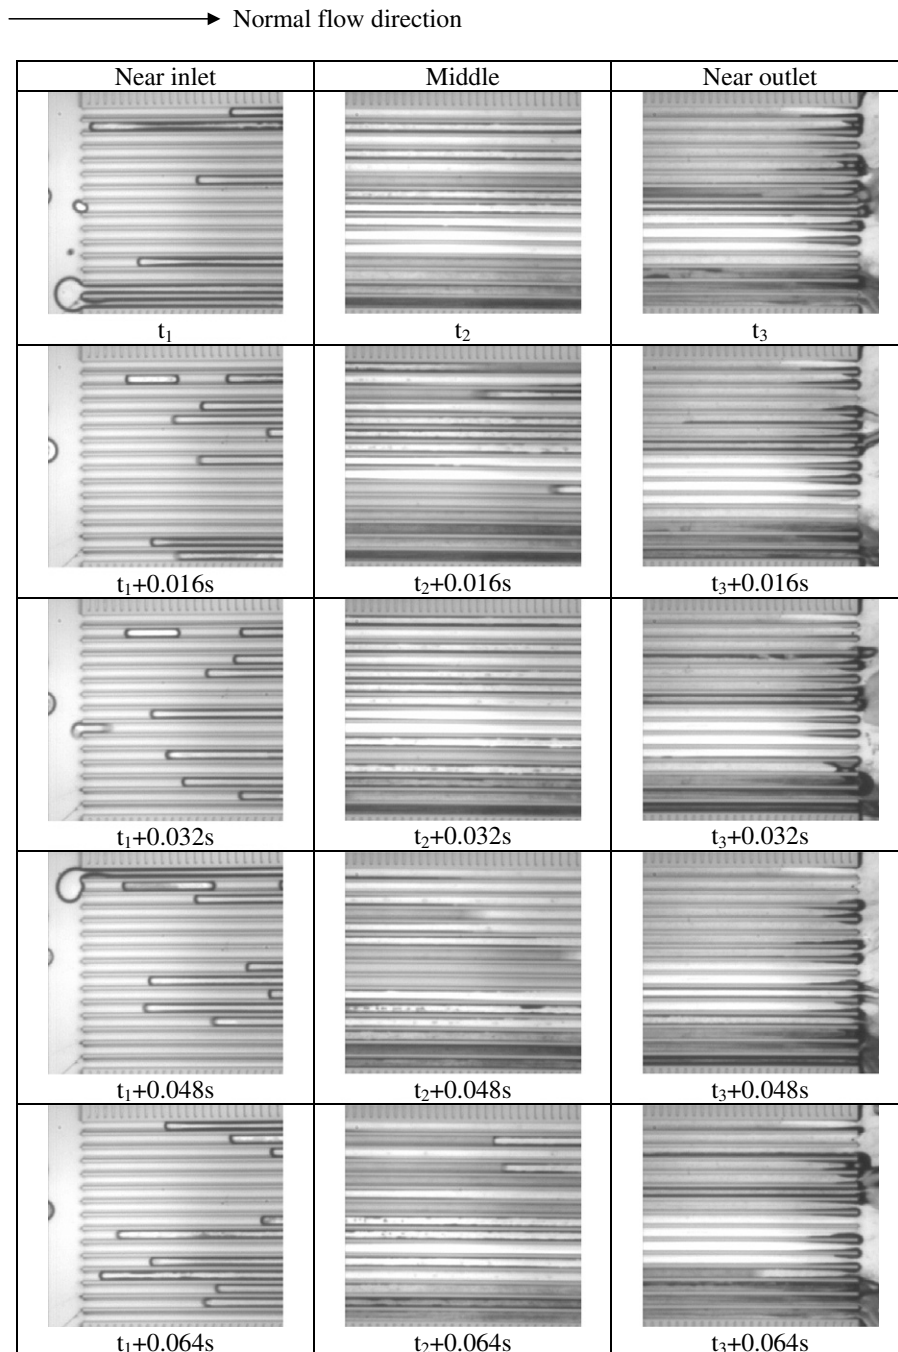 Normal flow direction
Near inlet Middle Near outlet
t₁ t₂ t₃
t₁+0.016s t₂+0.016s t₃+0.016s
t₁+0.032s t₂+0.032s t₃+0.032s
t₁+0.048s t₂+0.048s t₃+0.048s
t₁+0.064s t₂+0.064s t₃+0.064s